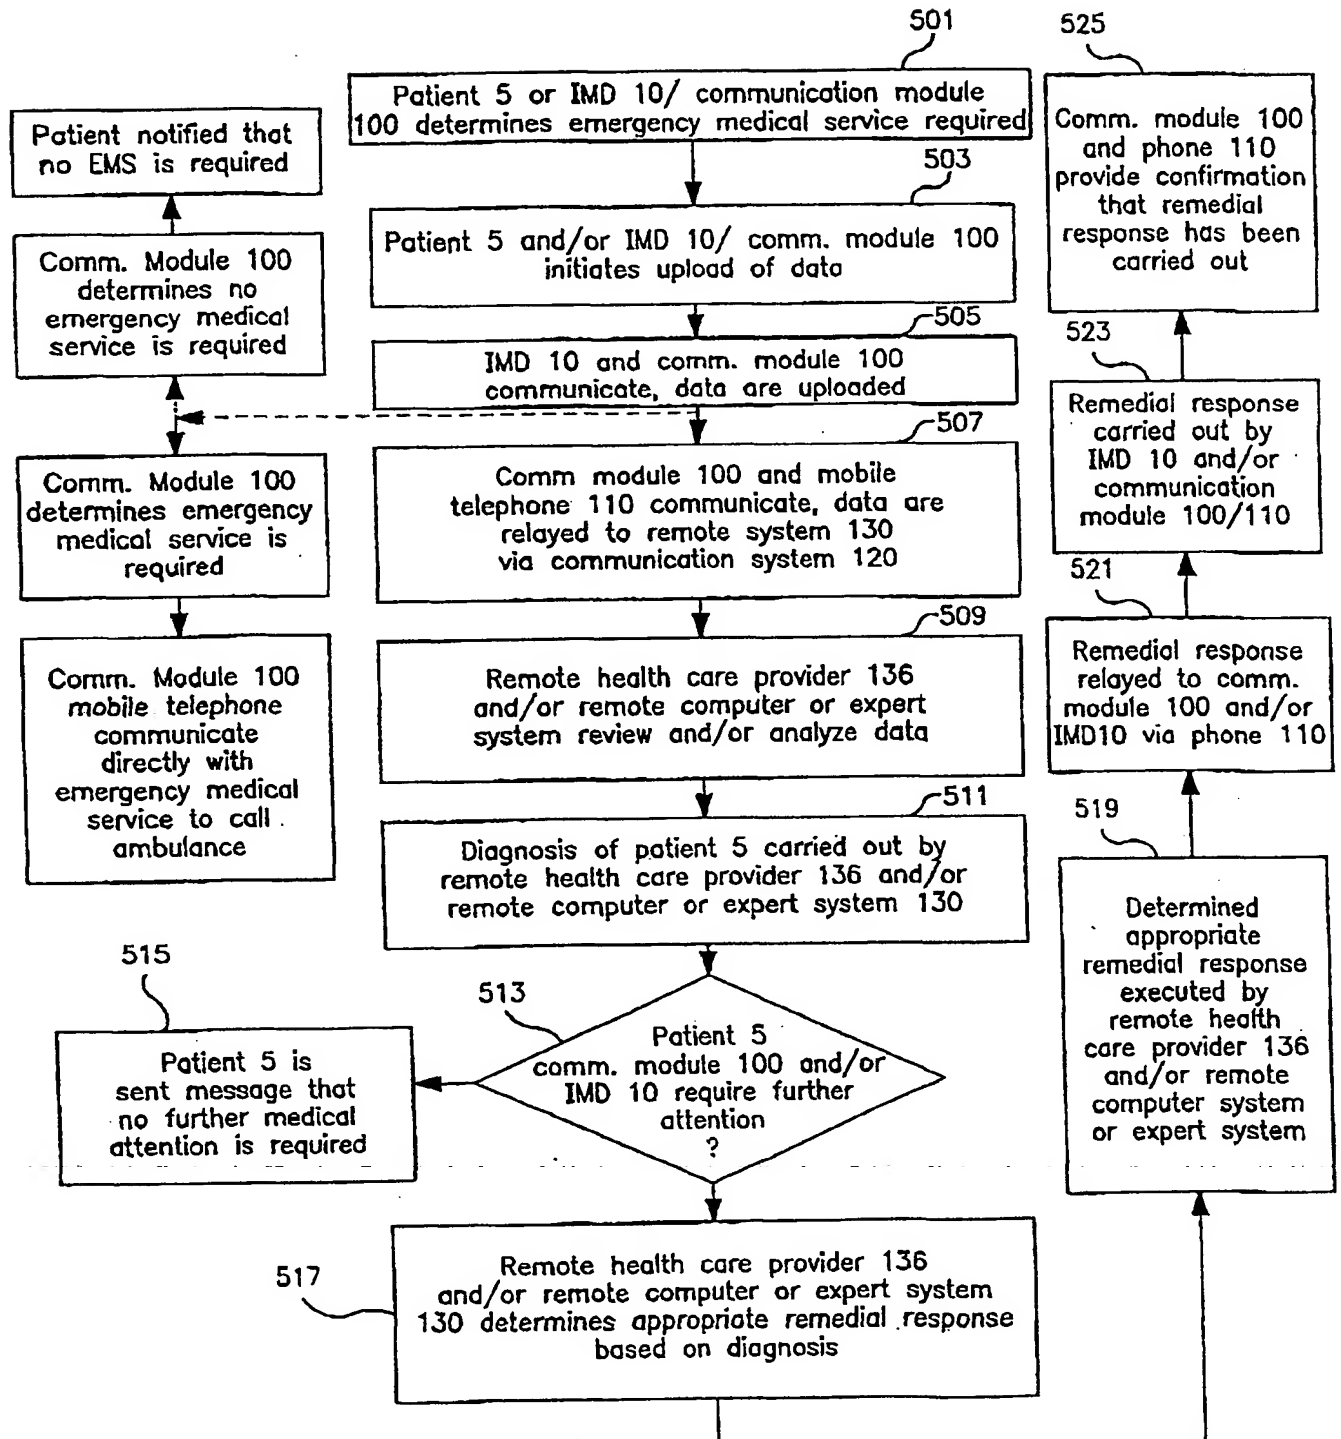 501
Patient 5 or IMD 10/ communication module
100 determines emergency medical service required
503
Patient 5 and/or IMD 10/ comm. module 100
initiates upload of data
505
IMD 10 and comm. module 100
communicate, data are uploaded
Patient notified that
no EMS is required
Comm. Module 100
determines no
emergency medical
service is required
Comm. Module 100
determines emergency
medical service is
required
Comm. Module 100
mobile telephone
communicate
directly with
emergency medical
service to call
ambulance
507
Comm module 100 and mobile
telephone 110 communicate, data are
relayed to remote system 130
via communication system 120
509
Remote health care provider 136
and/or remote computer or expert
system review and/or analyze data
511
Diagnosis of patient 5 carried out by
remote health care provider 136 and/or
remote computer or expert system 130
513
Patient 5
comm. module 100 and/or
IMD 10 require further
attention
?
515
Patient 5 is
sent message that
no further medical
attention is required
517
Remote health care provider 136
and/or remote computer or expert system
130 determines appropriate remedial response
based on diagnosis
519
Determined
appropriate
remedial response
executed by
remote health
care provider 136
and/or remote
computer system
or expert system
521
Remedial response
relayed to comm.
module 100 and/or
IMD10 via phone 110
523
Remedial response
carried out by
IMD 10 and/or
communication
module 100/110
525
Comm. module 100
and phone 110
provide confirmation
that remedial
response has been
carried out